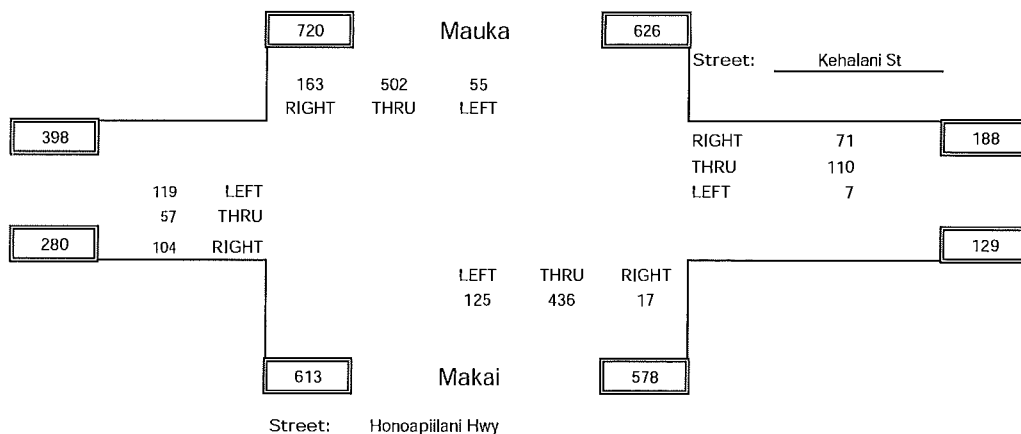 720 Mauka 626
Street: Kehalani St
163 502 55
RIGHT THRU LEFT
398 188
RIGHT 71
THRU 110
LEFT 7
119 LEFT
57 THRU
104 RIGHT
280 129
LEFT THRU RIGHT
125 436 17
613 Makai 578
Street: Honoapiilani Hwy